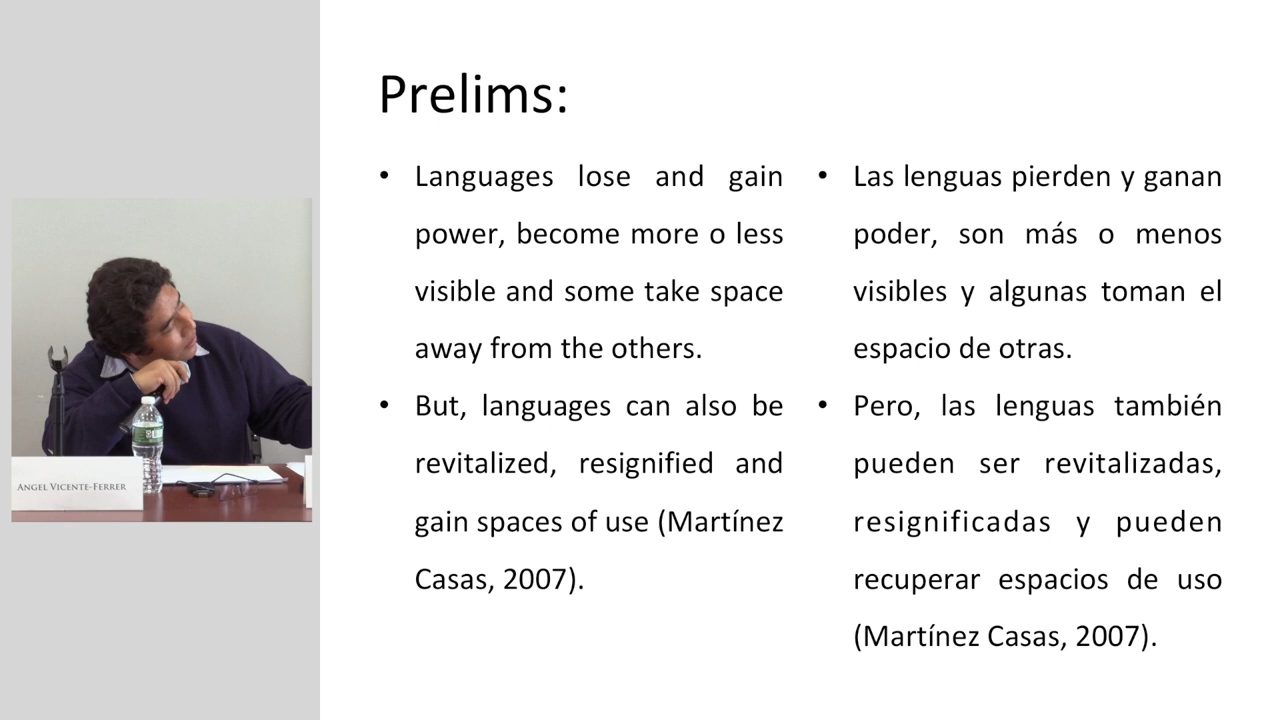 Prelims:
• Languages lose and gain
power, become more o less
visible and some take space
away from the others.
• But, languages can also be
revitalized, resignified and
gain spaces of use (Martínez
Casas, 2007).
• Las lenguas pierden y ganan
poder, son más o menos
visibles y algunas toman el
espacio de otras.
• Pero, las lenguas también
pueden ser revitalizadas,
resignificadas y pueden
recuperar espacios de uso
(Martínez Casas, 2007).
ANGEL VICENTE-FERRER